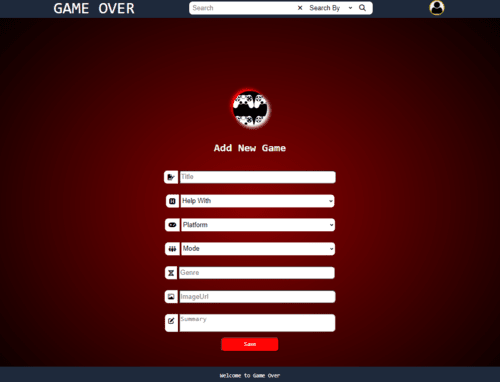 GAME OVER
Search
Search By
Add New Game
Title
Help With
Platform
Mode
Genre
ImageUrl
Summary
Save
Welcome to Game Over